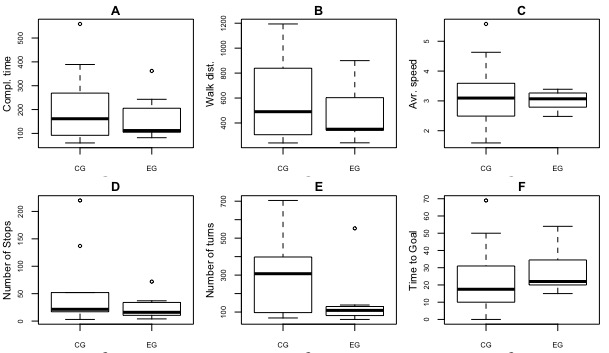 A
B
C
Compl. time
100 200 300 400 500
Walk dist.
400 600 800 1000 1200
Avr. speed
2 3 4 5
CG EG
CG EG
CG EG
D
E
F
Number of Stops
0 50 100 150 200
Number of turns
100 300 500 700
Time to Goal
0 10 20 30 40 50 60 70
CG EG
CG EG
CG EG